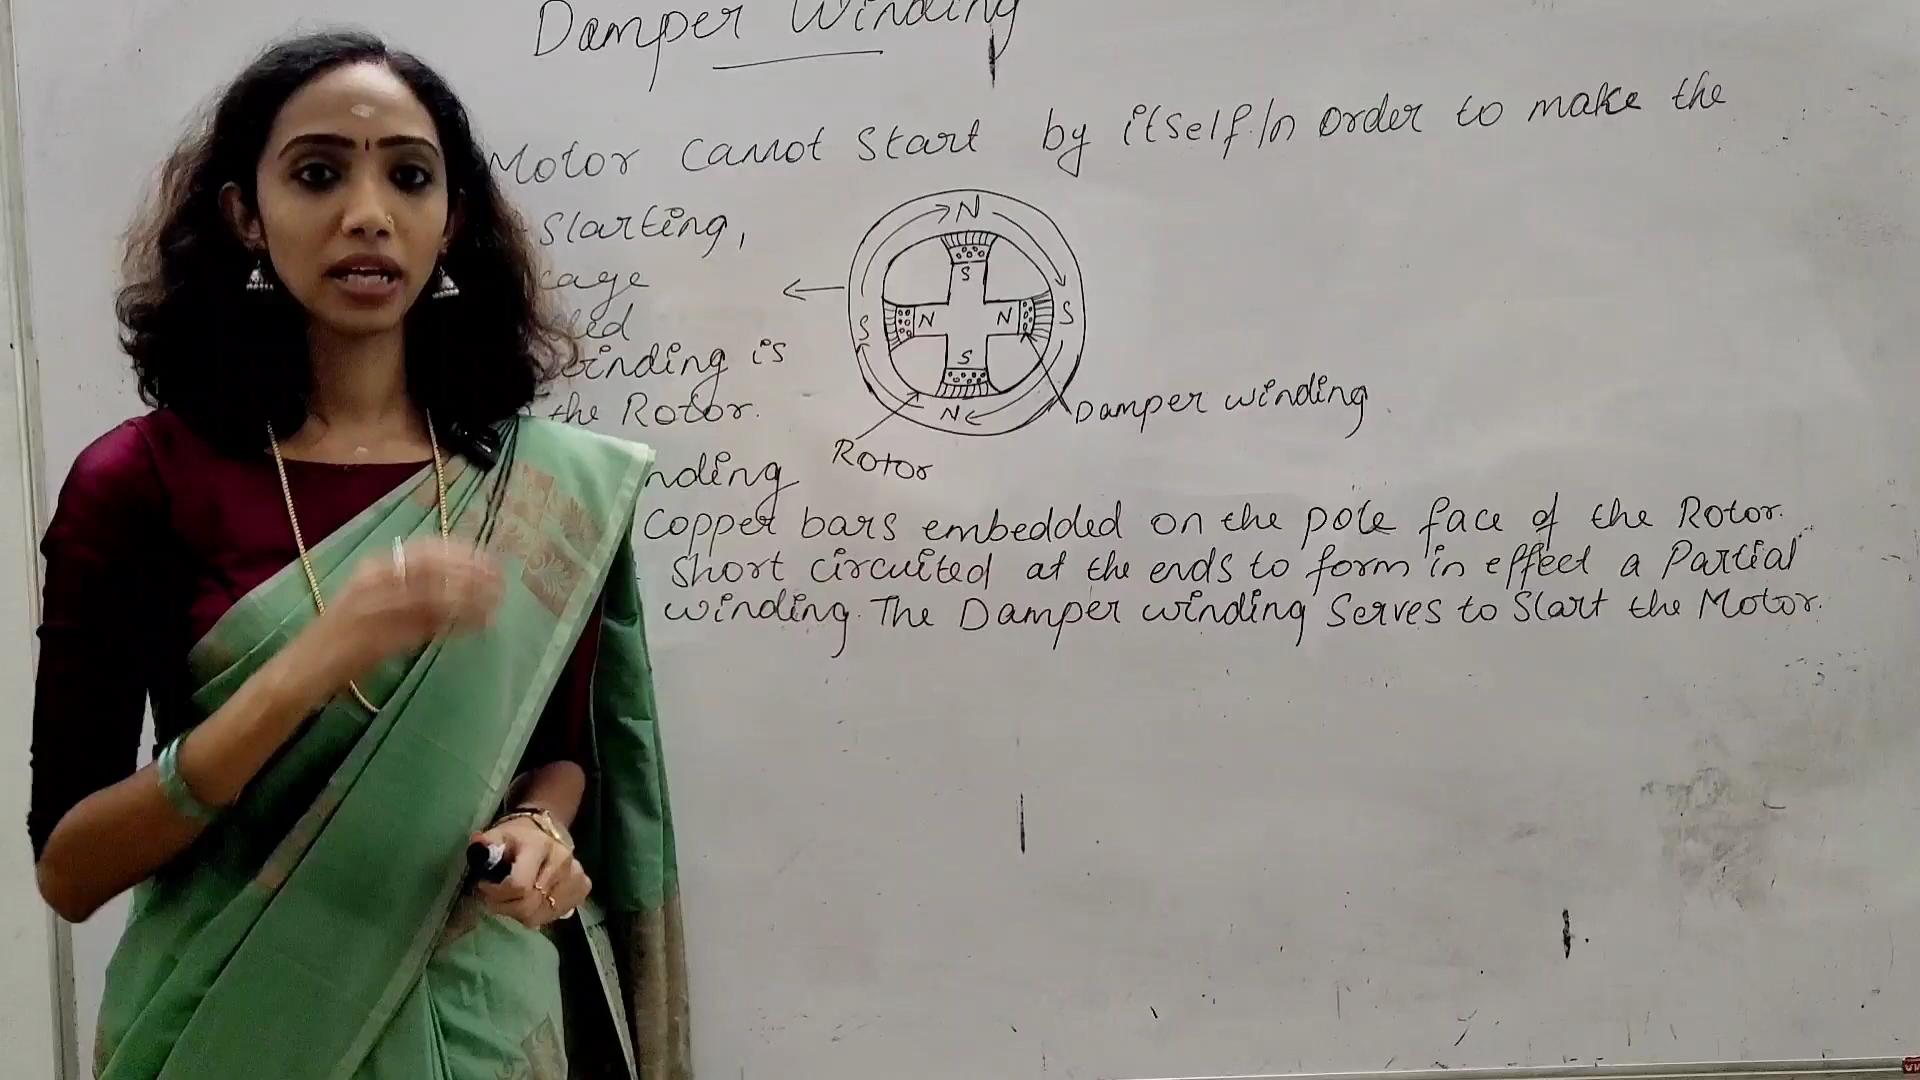 Damper Winding
Motor cannot start by itself. In order to make the
starting,
cage
winding is
the Rotor.
N
S
S
N
N
S
S
N
Damper winding
Rotor
Copper bars embedded on the pole face of the Rotor.
Short circuited at the ends to form in effect a Partial
winding. The Damper winding Serves to Start the Motor.